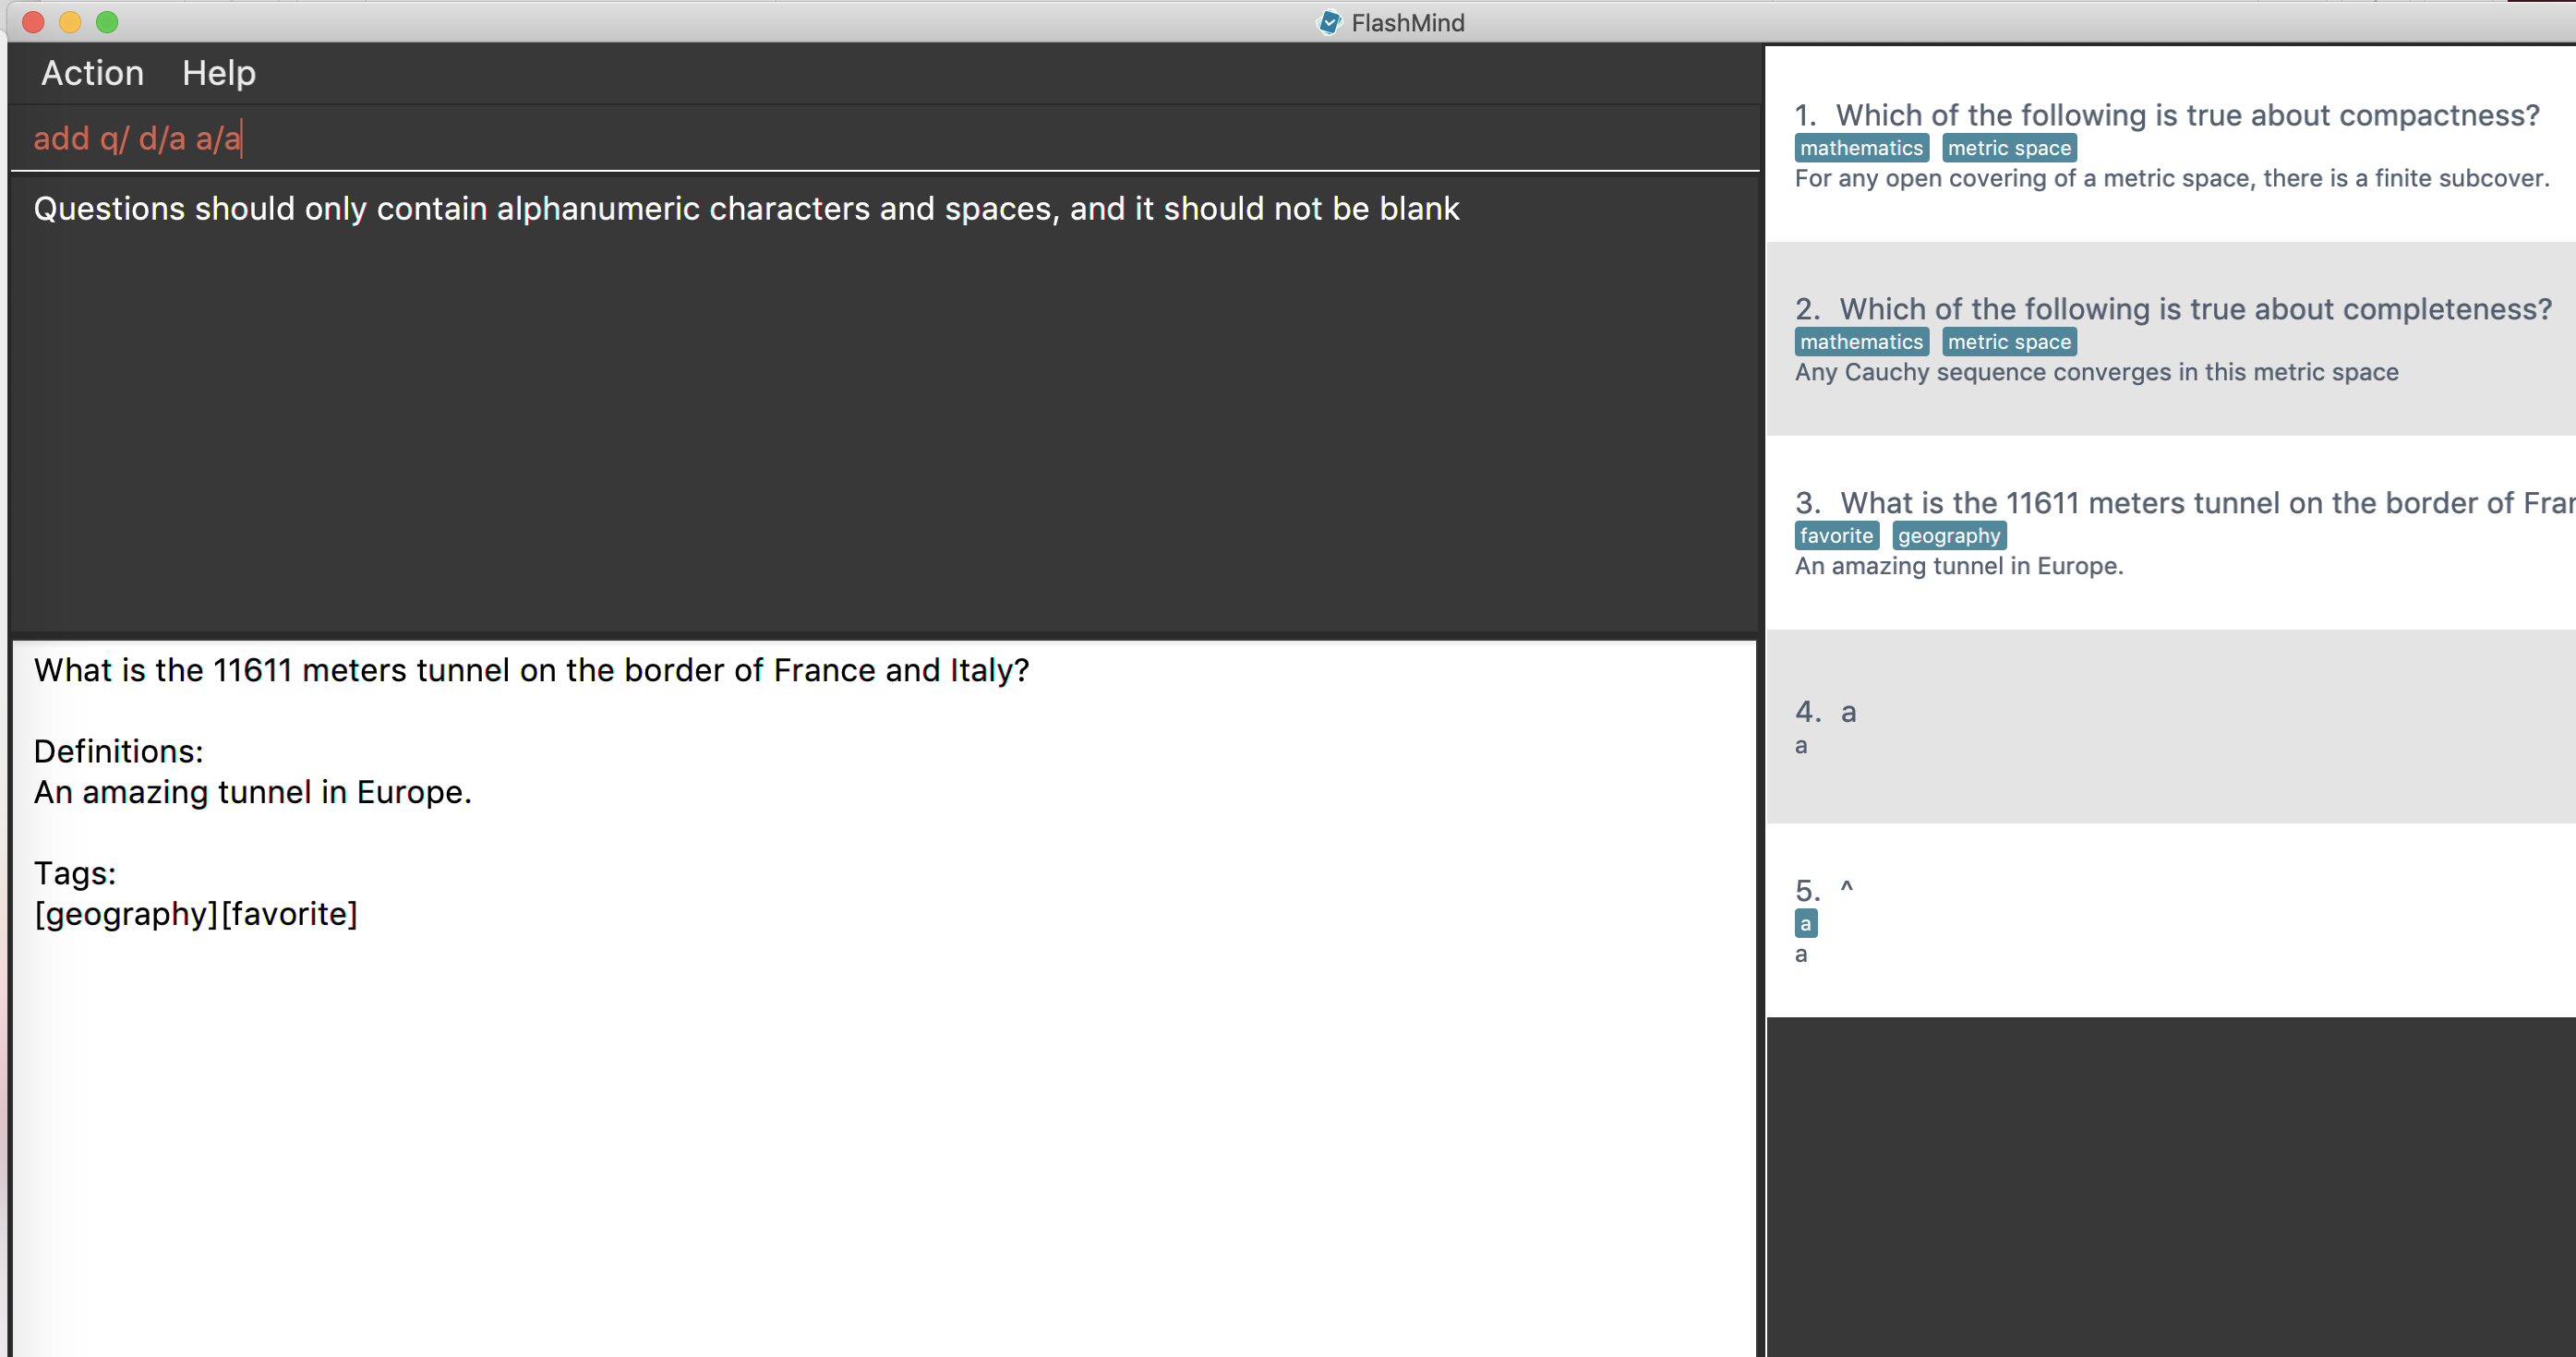 FlashMind
Action Help
add q/ d/a a/a
Questions should only contain alphanumeric characters and spaces, and it should not be blank
What is the 11611 meters tunnel on the border of France and Italy?
Definitions:
An amazing tunnel in Europe.
Tags:
[geography][favorite]
1. Which of the following is true about compactness?
mathematics metric space
For any open covering of a metric space, there is a finite subcover.
2. Which of the following is true about completeness?
mathematics metric space
Any Cauchy sequence converges in this metric space
3. What is the 11611 meters tunnel on the border of
favorite geography
An amazing tunnel in Europe.
4. a
a
5. ^
a
a